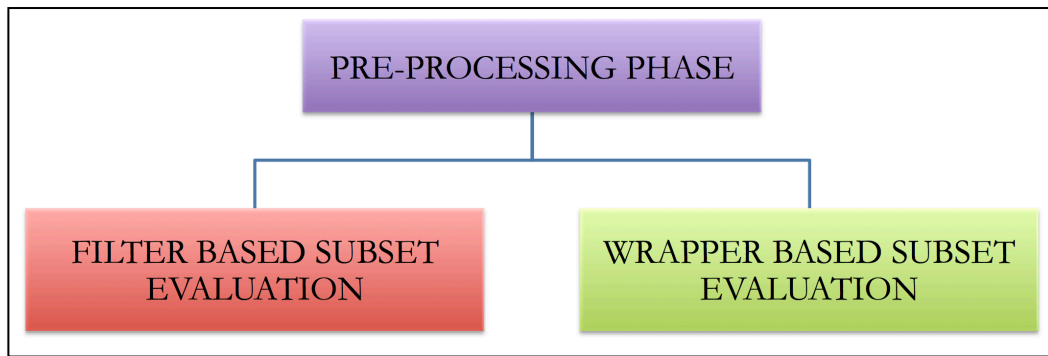 PRE-PROCESSING PHASE
FILTER BASED SUBSET
EVALUATION
WRAPPER BASED SUBSET
EVALUATION